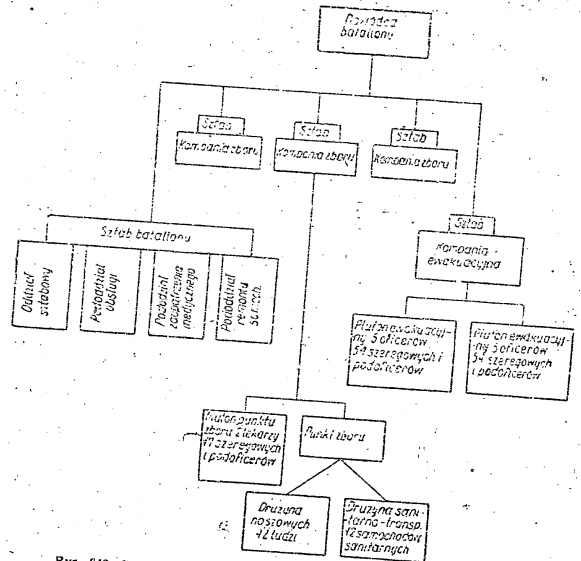 Dowódca
batalionu
Sztab
Kompania zboru
Sztab
Kompania zboru
Sztab
Kompania zboru
Sztab
Kompania
ewakuacyjna
Sztab batalionu
Oddział
sztabowy
Pododdział
obsługi
Pododdział
zaopatrzenia
medycznego
Pododdział
remontu
Pluton ewakuacyj-
ny 5 oficerów
54 szeregowych i
podoficerów
Pluton ewakuacyj-
ny 5 oficerów
54 szeregowych
i podoficerów
Pluton punktu
zboru 2 lekarzy
szeregowych
i podoficerów
Punkt zboru
Drużyna
noszowych
12 ludzi
Drużyna sani-
tarno-transp.
12 samochodów
sanitarnych
Rys.